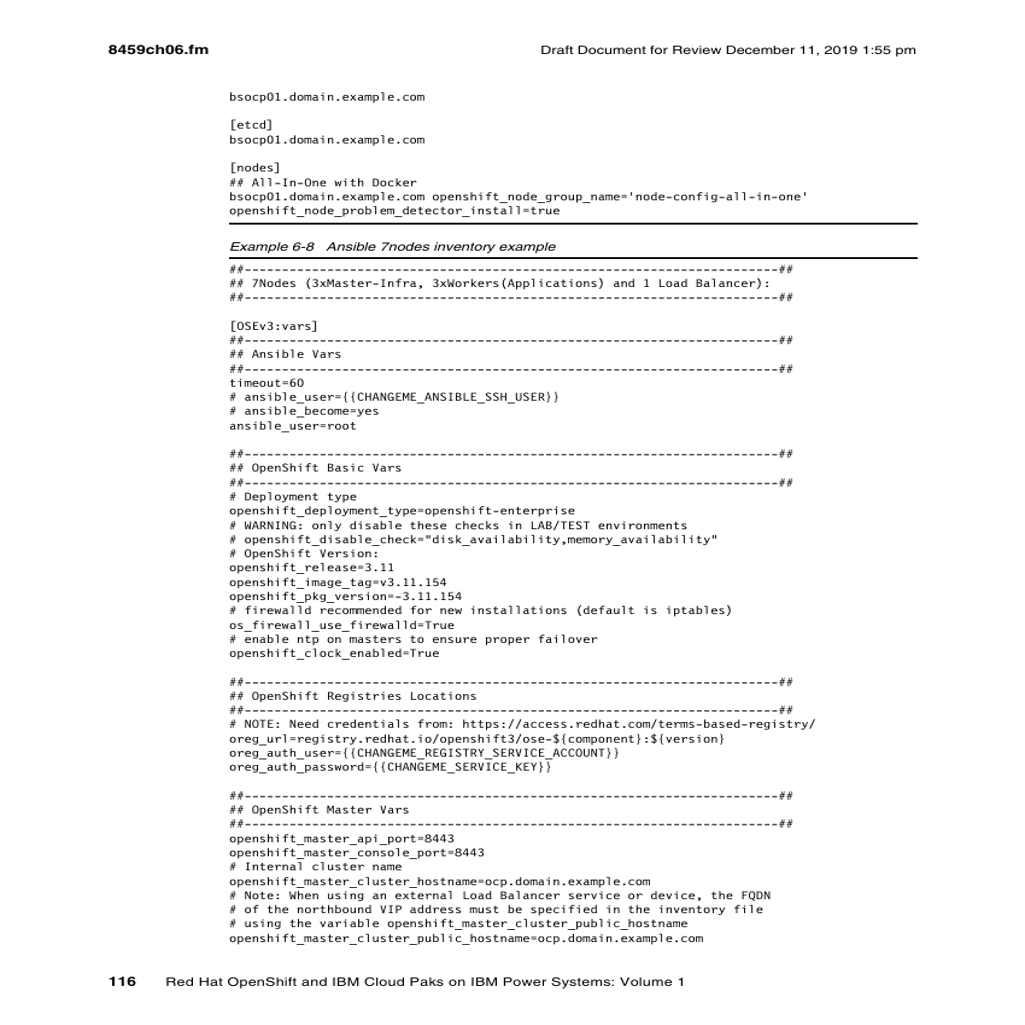 8459ch06.fm
Draft Document for Review December 11, 2019 1:55 pm
bsocp01.domain.example.com
[etcd]
bsocp01.domain.example.com
[nodes]
## All-In-One with Docker
bsocp01.domain.example.com openshift_node_group_name='node-config-all-in-one'
openshift_node_problem_detector_install=true
Example 6-8 Ansible 7nodes inventory example
##-----------------------------------------------------------------------##
## 7Nodes (3xMaster-Infra, 3xWorkers(Applications) and 1 Load Balancer):
##-----------------------------------------------------------------------##
[OSEv3:vars]
##-----------------------------------------------------------------------##
## Ansible Vars
##-----------------------------------------------------------------------##
timeout=60
# ansible_user={{CHANGEME_ANSIBLE_SSH_USER}}
# ansible_become=yes
ansible_user=root
##-----------------------------------------------------------------------##
## OpenShift Basic Vars
##-----------------------------------------------------------------------##
# Deployment type
openshift_deployment_type=openshift-enterprise
# WARNING: only disable these checks in LAB/TEST environments
# openshift_disable_check="disk_availability,memory_availability"
# OpenShift Version:
openshift_release=3.11
openshift_image_tag=v3.11.154
openshift_pkg_version=-3.11.154
# firewalld recommended for new installations (default is iptables)
os_firewall_use_firewalld=True
# enable ntp on masters to ensure proper failover
openshift_clock_enabled=True
##-----------------------------------------------------------------------##
## OpenShift Registries Locations
##-----------------------------------------------------------------------##
# NOTE: Need credentials from: https://access.redhat.com/terms-based-registry/
oreg_url=registry.redhat.io/openshift3/ose-${component}:${version}
oreg_auth_user={{CHANGEME_REGISTRY_SERVICE_ACCOUNT}}
oreg_auth_password={{CHANGEME_SERVICE_KEY}}
##-----------------------------------------------------------------------##
## OpenShift Master Vars
##-----------------------------------------------------------------------##
openshift_master_api_port=8443
openshift_master_console_port=8443
# Internal cluster name
openshift_master_cluster_hostname=ocp.domain.example.com
# Note: When using an external Load Balancer service or device, the FQDN
# of the northbound VIP address must be specified in the inventory file
# using the variable openshift_master_cluster_public_hostname
openshift_master_cluster_public_hostname=ocp.domain.example.com
116 Red Hat OpenShift and IBM Cloud Paks on IBM Power Systems: Volume 1